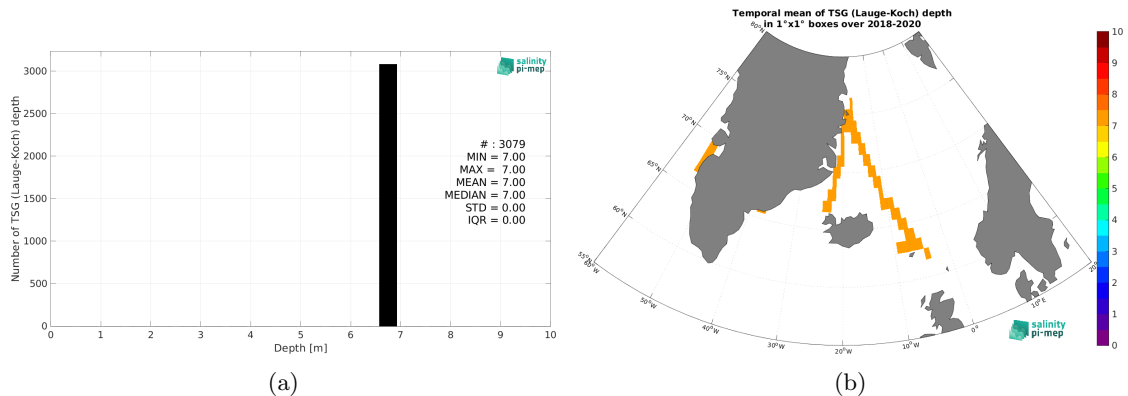 3000
2500
2000
1500
1000
500
0
Number of TSG (Lauge-Koch) depth
salinity
pi-mep
# : 3079
MIN = 7.00
MAX = 7.00
MEAN = 7.00
MEDIAN = 7.00
STD = 0.00
IQR = 0.00
0 1 2 3 4 5 6 7 8 9 10
Depth [m]
(a)
Temporal mean of TSG (Lauge-Koch) depth
in 1°x1° boxes over 2018-2020
80°N
75°N
70°N
65°N
60°N
55°N
60°W
50°W
40°W
30°W
20°W
10°W
0°
10°E
20°
salinity
pi-mep
10
9
8
7
6
5
4
3
2
1
0
(b)